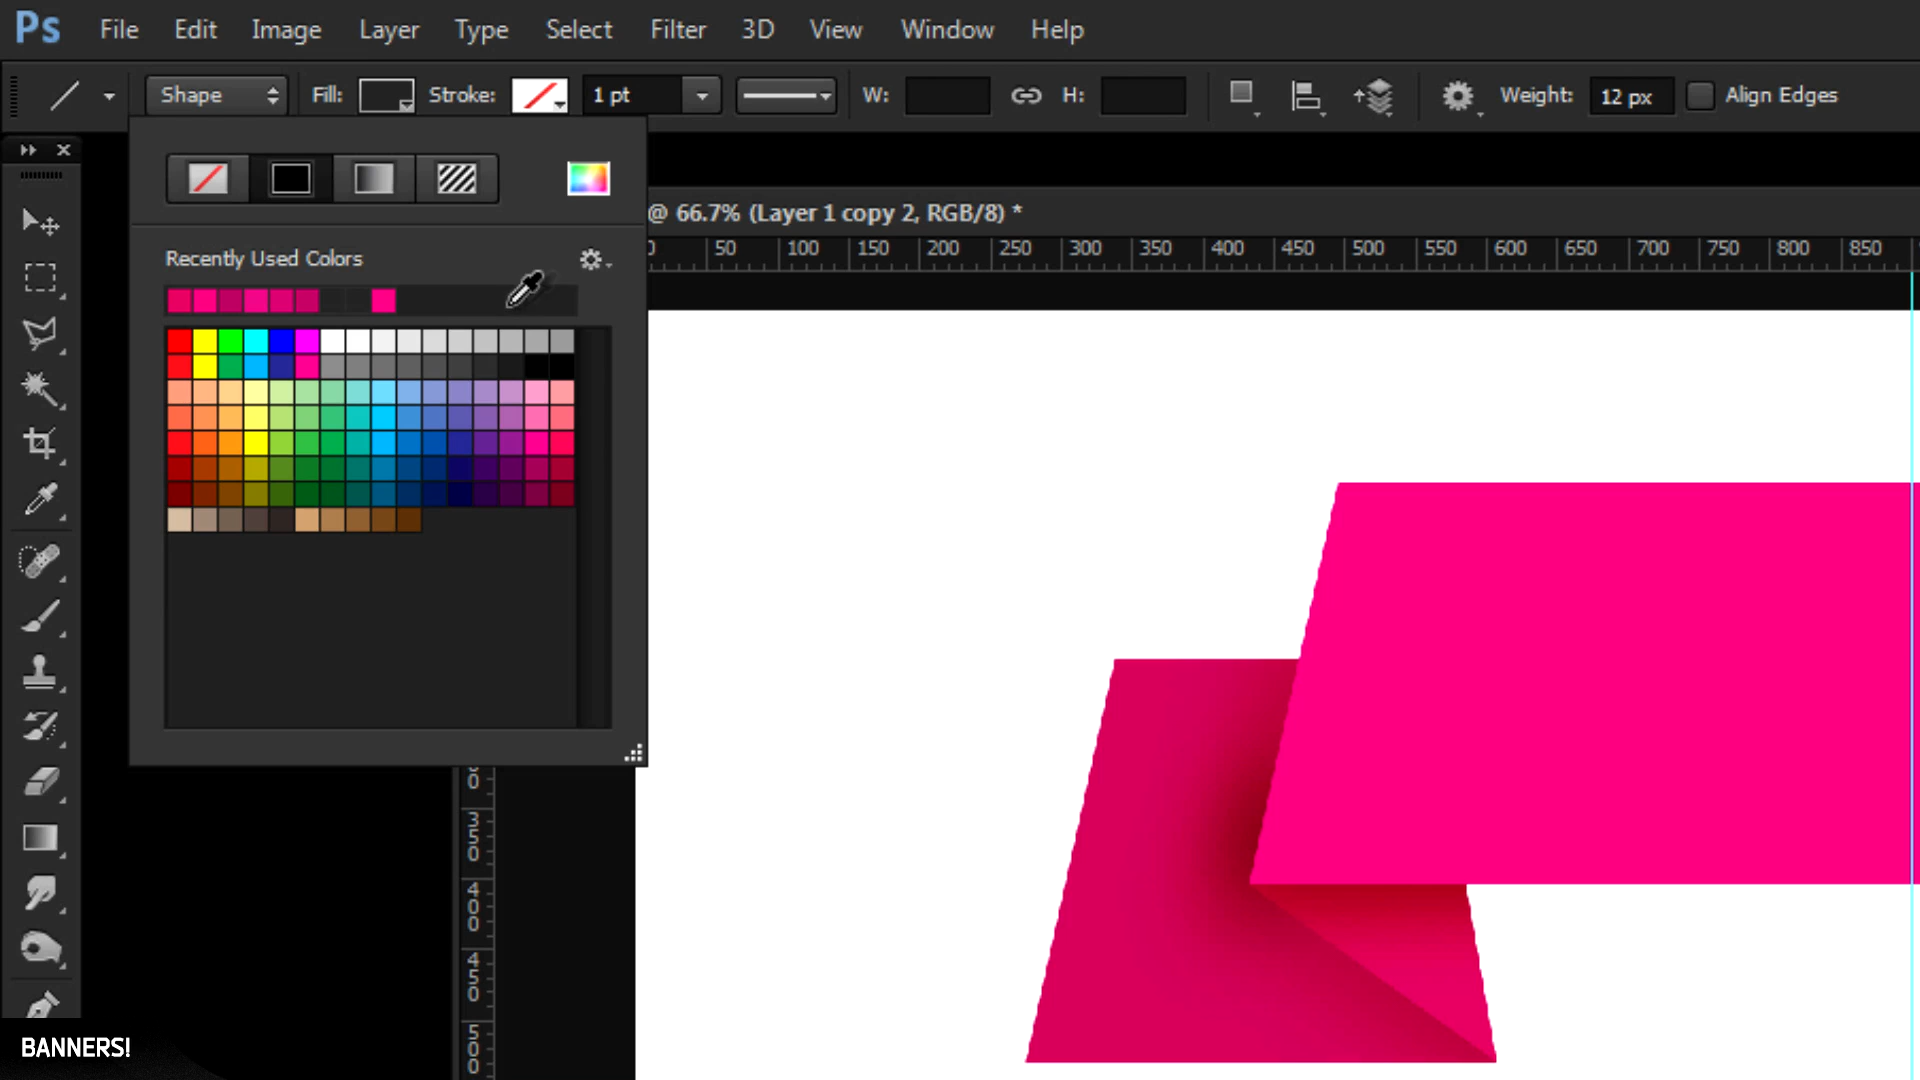 Ps File Edit Image Layer Type Select Filter 3D View Window Help
Shape Fill: Stroke: 1 pt W: H: Weight: 12 px Align Edges
@ 66.7% (Layer 1 copy 2, RGB/8) *
0 50 100 150 200 250 300 350 400 450 500 550 600 650 700 750 800 850
Recently Used Colors
0
350
400
450
500
BANNERS!